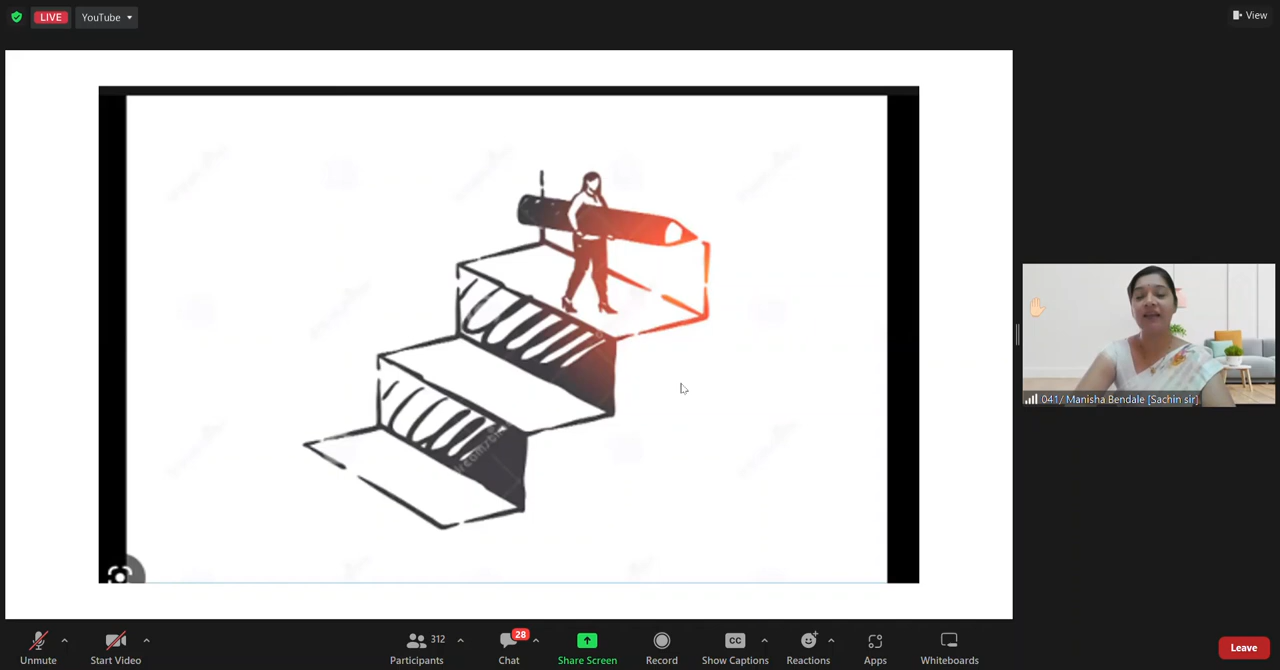 LIVE
YouTube
View
dreamstime
041/ Manisha Bendale [Sachin sir]
Unmute
Start Video
312
Participants
28
Chat
Share Screen
Record
CC
Show Captions
Reactions
Apps
Whiteboards
Leave